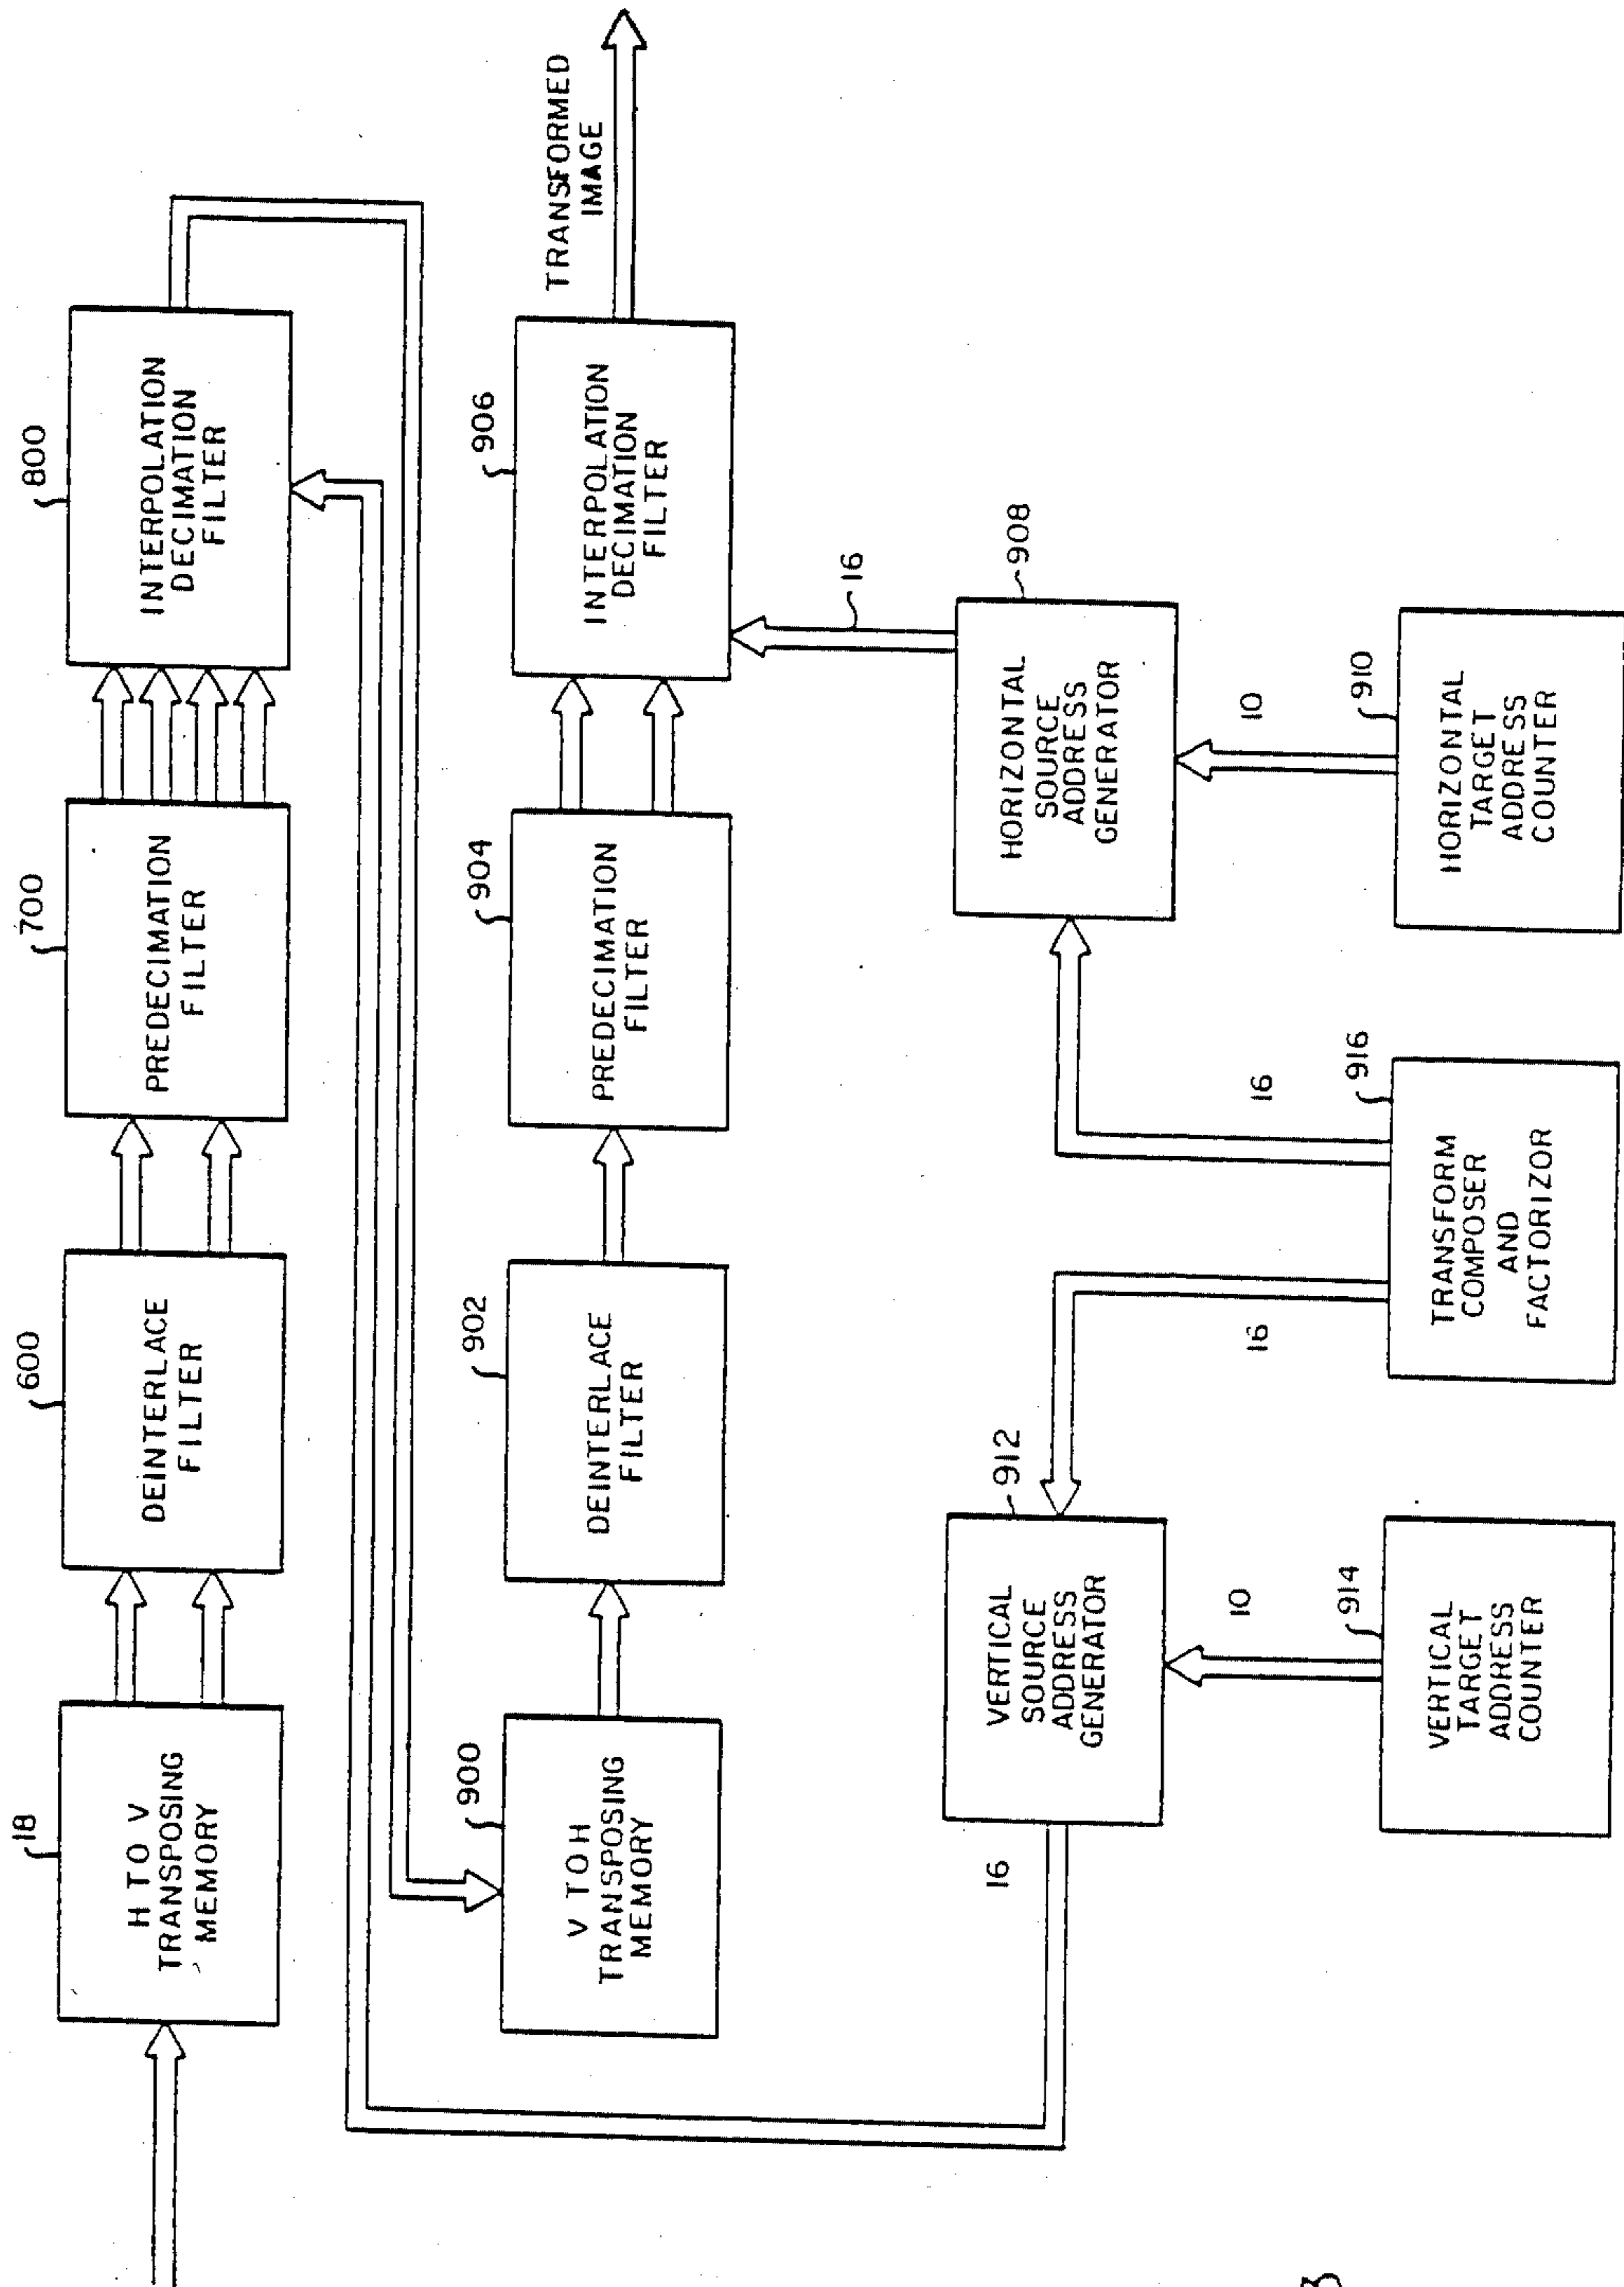 18
H TO V
TRANSPOSING
MEMORY
600
DEINTERLACE
FILTER
700
PREDECIMATION
FILTER
800
INTERPOLATION
DECIMATION
FILTER
900
V TO H
TRANSPOSING
MEMORY
902
DEINTERLACE
FILTER
904
PREDECIMATION
FILTER
906
INTERPOLATION
DECIMATION
FILTER
TRANSFORMED
IMAGE
16
912
VERTICAL
SOURCE
ADDRESS
GENERATOR
16
908
HORIZONTAL
SOURCE
ADDRESS
GENERATOR
10
914
VERTICAL
TARGET
ADDRESS
COUNTER
16
16
916
TRANSFORM
COMPOSER
AND
FACTORIZOR
10
910
HORIZONTAL
TARGET
ADDRESS
COUNTER
3